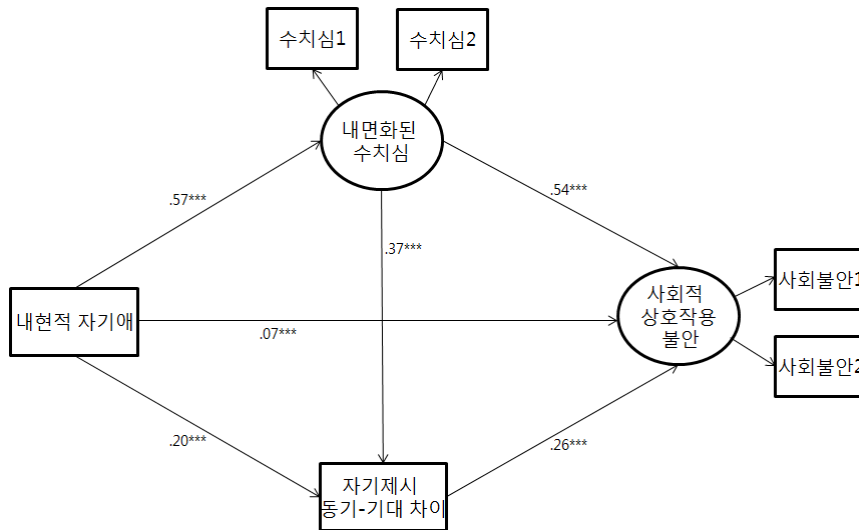 수치심1
수치심2
내면화된
수치심
.57***
.54***
.37***
내현적 자기애
.07***
사회적
상호작용
불안
사회불안1
사회불안2
.20***
.26***
자기제시
동기-기대 차이